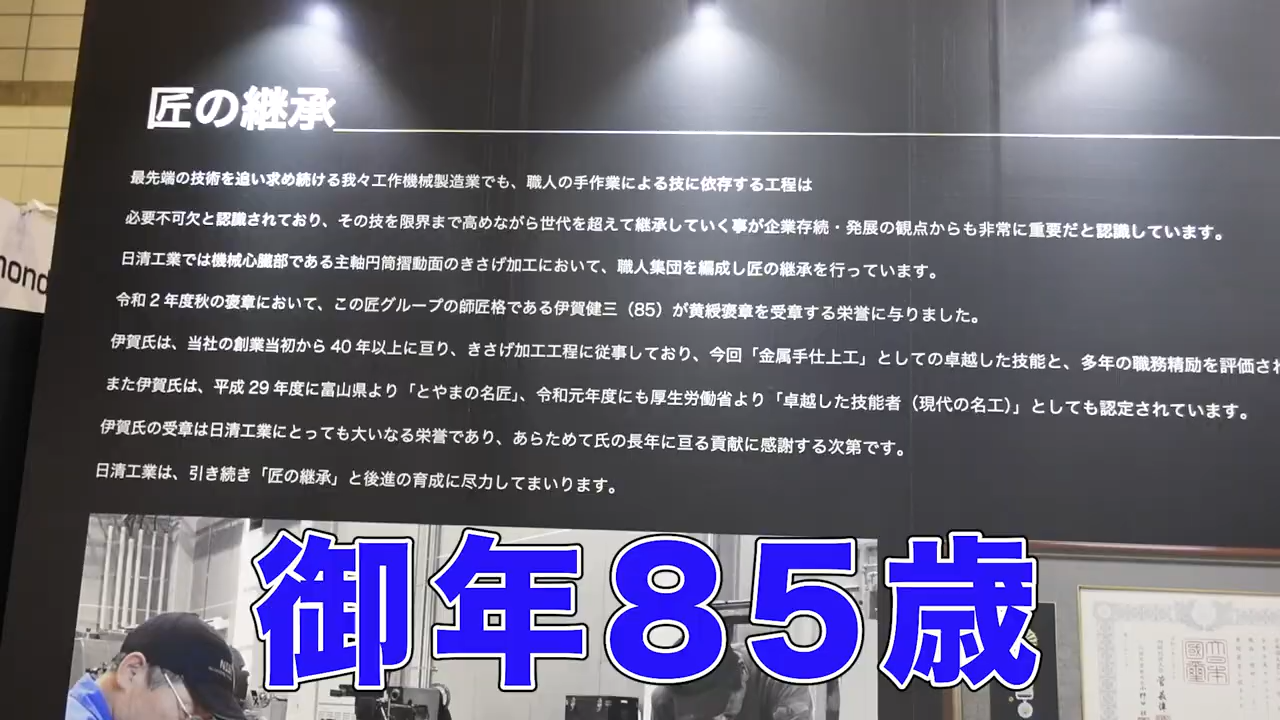 匠の継承
最先端の技術を追い求め続ける我々工作機械製造業でも、職人の手作業による技に依存する工程は
必要不可欠と認識されており、その技を限界まで高めながら世代を超えて継承していく事が企業存続・発展の観点からも非常に重要だと認識しています。
日清工業では機械心臓部である主軸円筒摺動面のきさげ加工において、職人集団を編成し匠の継承を行っています。
令和2年度秋の褒章において、この匠グループの師匠格である伊賀健三（85）が黄綬褒章を受章する栄誉に与りました。
伊賀氏は、当社の創業当初から40年以上に亘り、きさげ加工工程に従事しており、今回「金属手仕上工」としての卓越した技能と、多年の職務精励を評価さ
また伊賀氏は、平成29年度に富山県より「とやまの名匠」、令和元年度にも厚生労働省より「卓越した技能者（現代の名工）」としても認定されています。
伊賀氏の受章は日清工業にとっても大いなる栄誉であり、あらためて氏の長年に亘る貢献に感謝する次第です。
日清工業は、引き続き「匠の継承」と後進の育成に尽力してまいります。
御年85歳